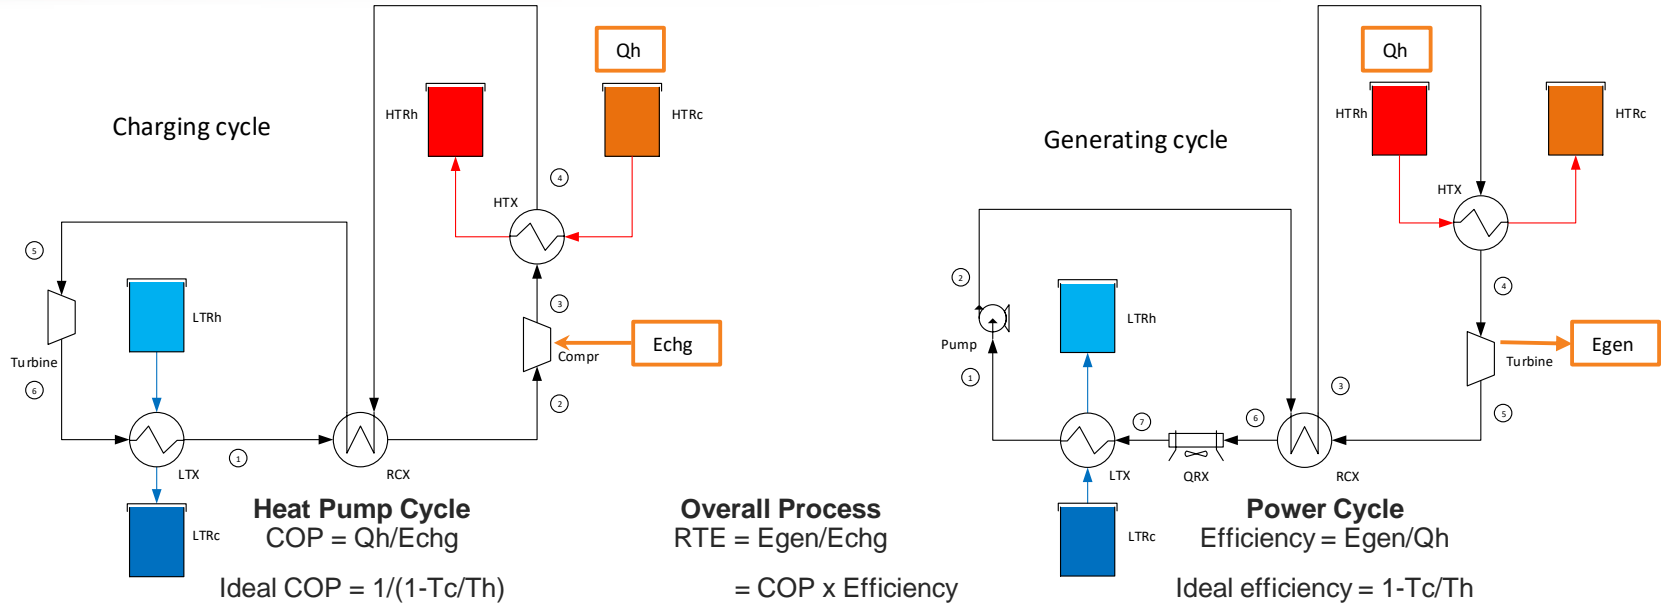 Charging cycle
Qh
HTRh
HTRc
4
HTX
3
Compr
Echg
2
5
Turbine
6
LTRh
LTX
1
RCX
LTRc
Heat Pump Cycle
COP = Qh/Echg
Ideal COP = 1/(1-Tc/Th)
Overall Process
RTE = Egen/Echg
= COP x Efficiency
Generating cycle
Qh
HTRh
HTRc
HTX
4
Turbine
Egen
5
3
2
Pump
1
LTRh
7
6
LTX
QRX
RCX
LTRc
Power Cycle
Efficiency = Egen/Qh
Ideal efficiency = 1-Tc/Th